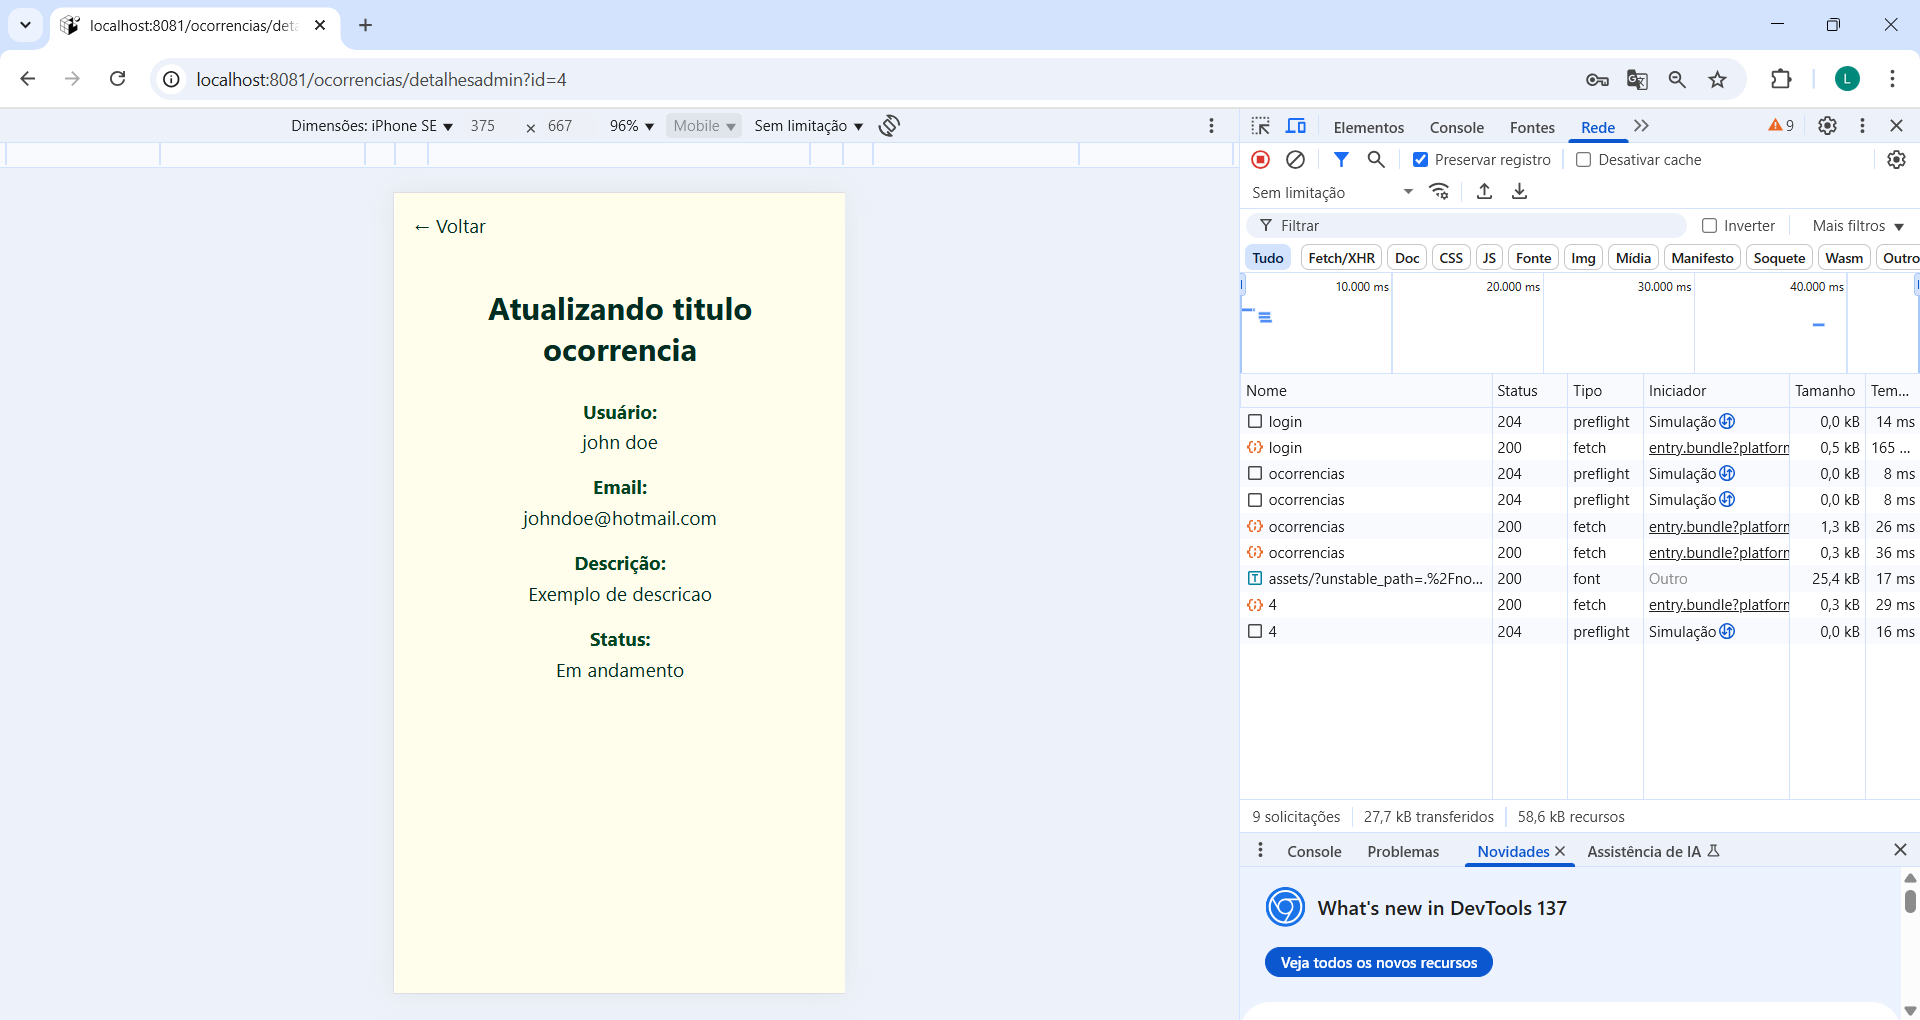 localhost:8081/ocorrencias/deta
localhost:8081/ocorrencias/detalhesadmin?id=4
L
Dimensões: iPhone SE 375 × 667 96% Mobile Sem limitação
Elementos Console Fontes Rede 9
Preservar registro Desativar cache
Sem limitação
Filtrar Inverter Mais filtros
Tudo Fetch/XHR Doc CSS JS Fonte Img Mídia Manifesto Soquete Wasm Outro
10.000 ms 20.000 ms 30.000 ms 40.000 ms
Nome Status Tipo Iniciador Tamanho Tem...
login 204 preflight Simulação 0,0 kB 14 ms
login 200 fetch entry.bundle?platforn 0,5 kB 165 ...
ocorrencias 204 preflight Simulação 0,0 kB 8 ms
ocorrencias 204 preflight Simulação 0,0 kB 8 ms
ocorrencias 200 fetch entry.bundle?platforn 1,3 kB 26 ms
ocorrencias 200 fetch entry.bundle?platforn 0,3 kB 36 ms
assets/?unstable_path=.%2Fno... 200 font Outro 25,4 kB 17 ms
4 200 fetch entry.bundle?platforn 0,3 kB 29 ms
4 204 preflight Simulação 0,0 kB 16 ms
9 solicitações 27,7 kB transferidos 58,6 kB recursos
Console Problemas Novidades Assistência de IA
What's new in DevTools 137
Veja todos os novos recursos
← Voltar
Atualizando titulo
ocorrencia
Usuário:
john doe
Email:
johndoe@hotmail.com
Descrição:
Exemplo de descricao
Status:
Em andamento